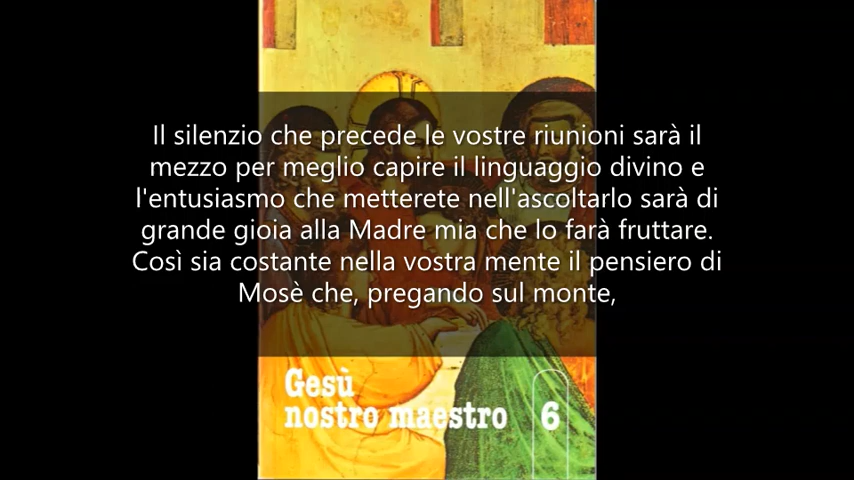 Il silenzio che precede le vostre riunioni sarà il
mezzo per meglio capire il linguaggio divino e
l'entusiasmo che metterete nell'ascoltarlo sarà di
grande gioia alla Madre mia che lo farà fruttare.
Così sia costante nella vostra mente il pensiero di
Mosè che, pregando sul monte,
Gesù
nostro maestro 6